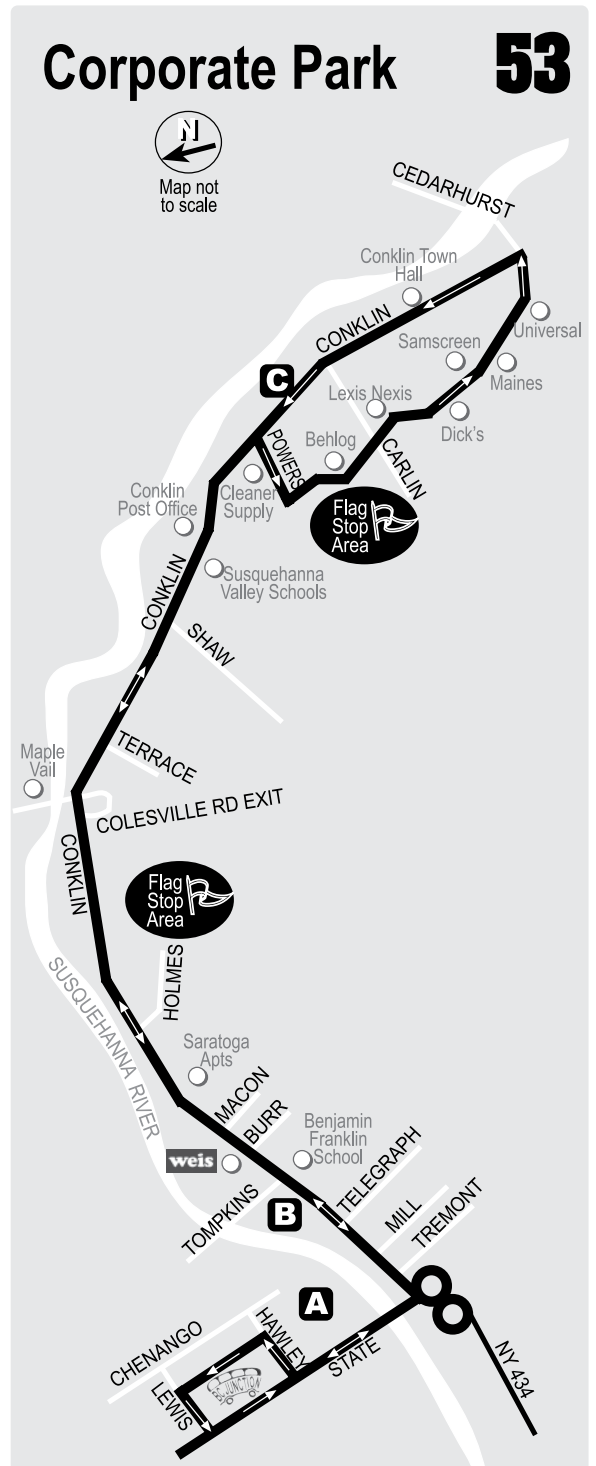 Corporate Park
53
N
Map not
to scale
CEDARHURST
Conklin Town
Hall
CONKLIN
Universal
Samscreen
Maines
C
Lexis Nexis
Dick's
POWERS
Behlog
CARLIN
Cleaner
Supply
Conklin
Post Office
Flag
Stop
Area
CONKLIN
Susquehanna
Valley Schools
SHAW
TERRACE
Maple
Vail
COLESVILLE RD EXIT
CONKLIN
Flag
Stop
Area
HOLMES
SUSQUEHANNA RIVER
Saratoga
Apts
MACON
BURR
Benjamin
Franklin
School
weis
TELEGRAPH
TOMPKINS
B
MILL
TREMONT
A
HAWLEY
CHENANGO
STATE
NY 434
LEWIS
BC JUNCTION